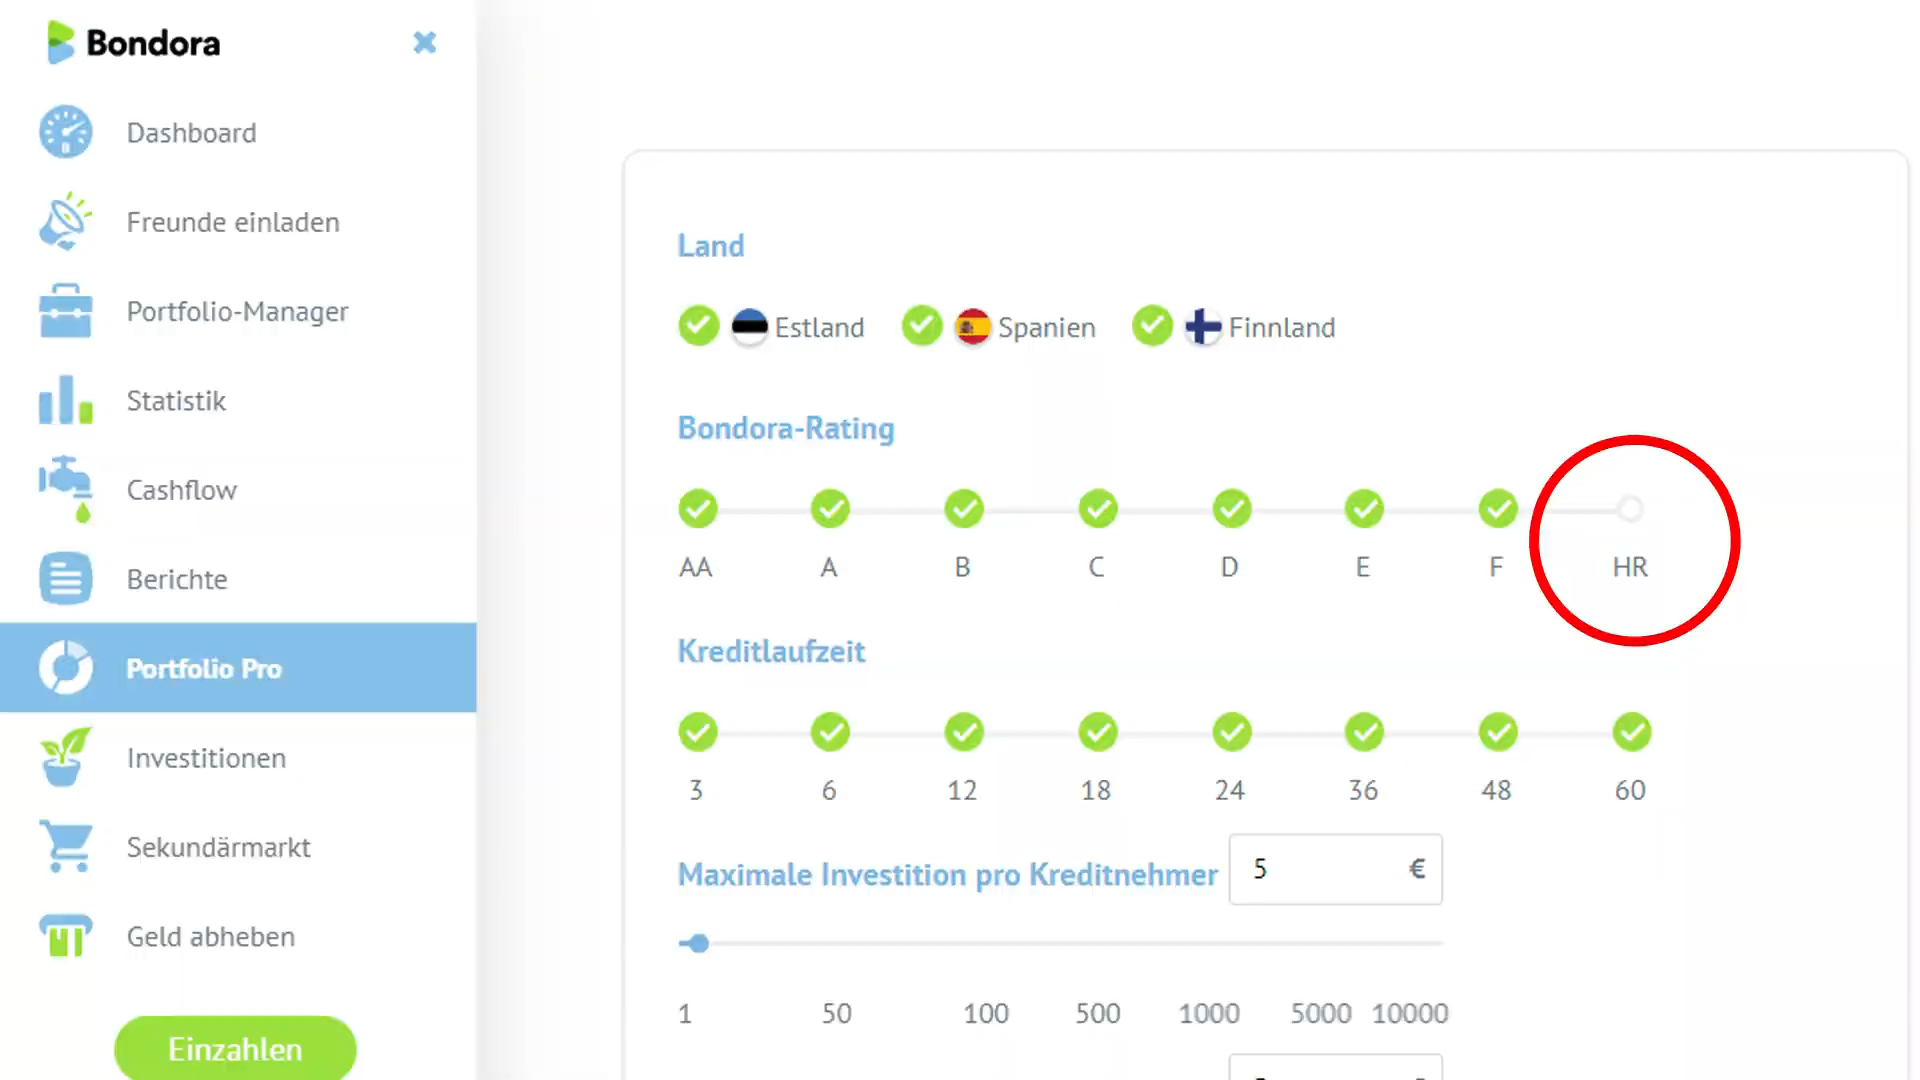 Bondora
Dashboard
Freunde einladen
Portfolio-Manager
Statistik
Cashflow
Berichte
Portfolio Pro
Investitionen
Sekundärmarkt
Geld abheben
Einzahlen
Land
Estland Spanien Finnland
Bondora-Rating
AA A B C D E F HR
Kreditlaufzeit
3 6 12 18 24 36 48 60
Maximale Investition pro Kreditnehmer 5 €
1 50 100 500 1000 5000 10000